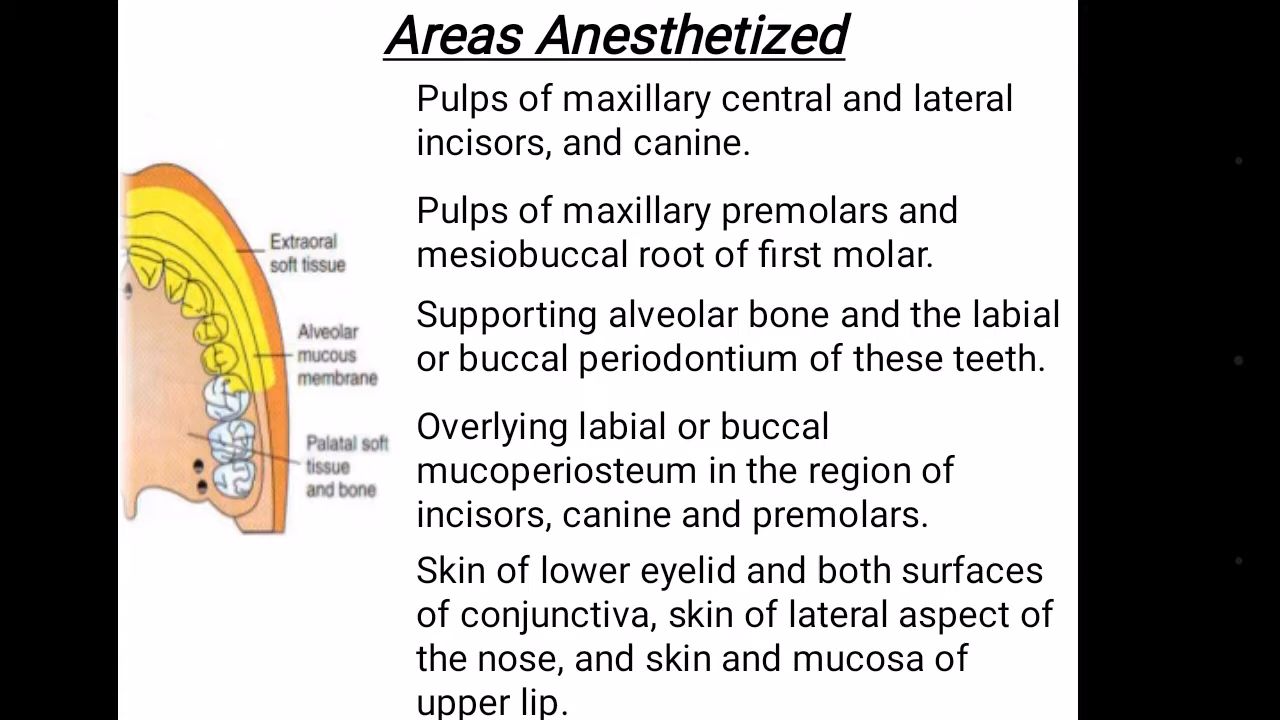 Areas Anesthetized
Pulps of maxillary central and lateral
incisors, and canine.
Pulps of maxillary premolars and
mesiobuccal root of first molar.
Supporting alveolar bone and the labial
or buccal periodontium of these teeth.
Overlying labial or buccal
mucoperiosteum in the region of
incisors, canine and premolars.
Skin of lower eyelid and both surfaces
of conjunctiva, skin of lateral aspect of
the nose, and skin and mucosa of
upper lip.
Extraoral
soft tissue
Alveolar
mucous
membrane
Palatal soft
tissue
and bone